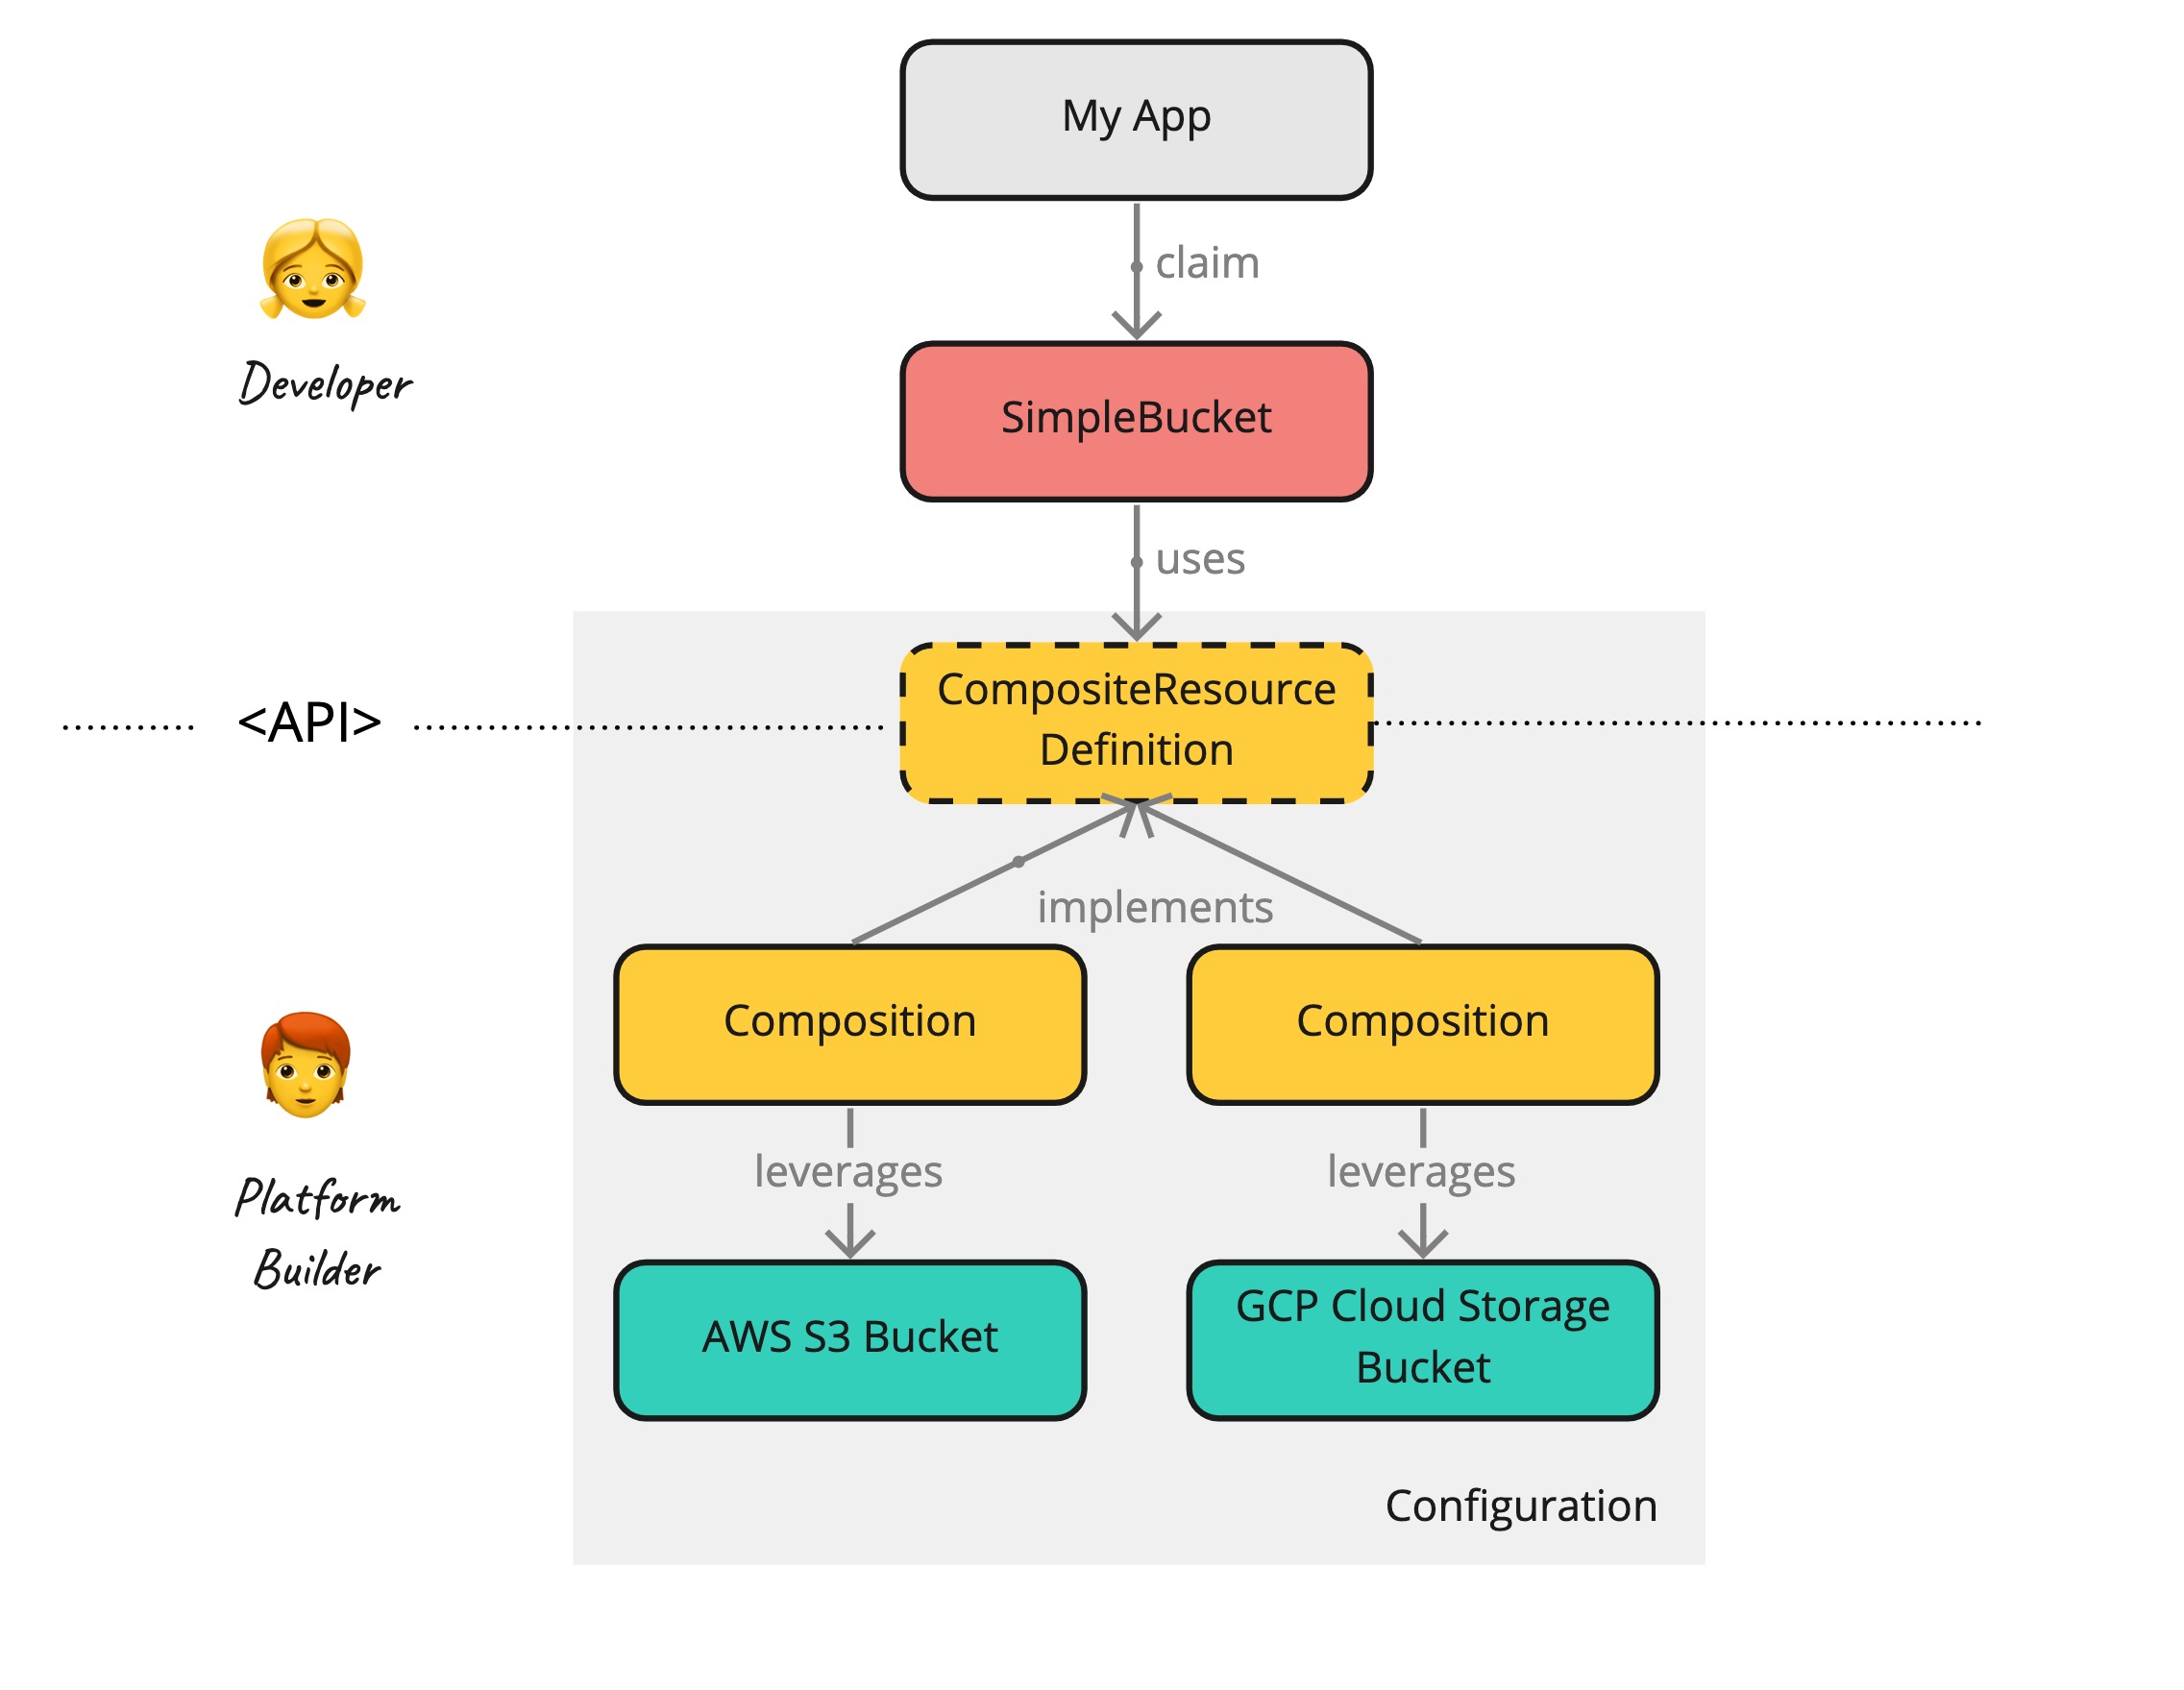 My App
claim
Developer
SimpleBucket
uses
CompositeResource
Definition
<API>
implements
Composition
Composition
Platform
Builder
leverages
leverages
AWS S3 Bucket
GCP Cloud Storage
Bucket
Configuration